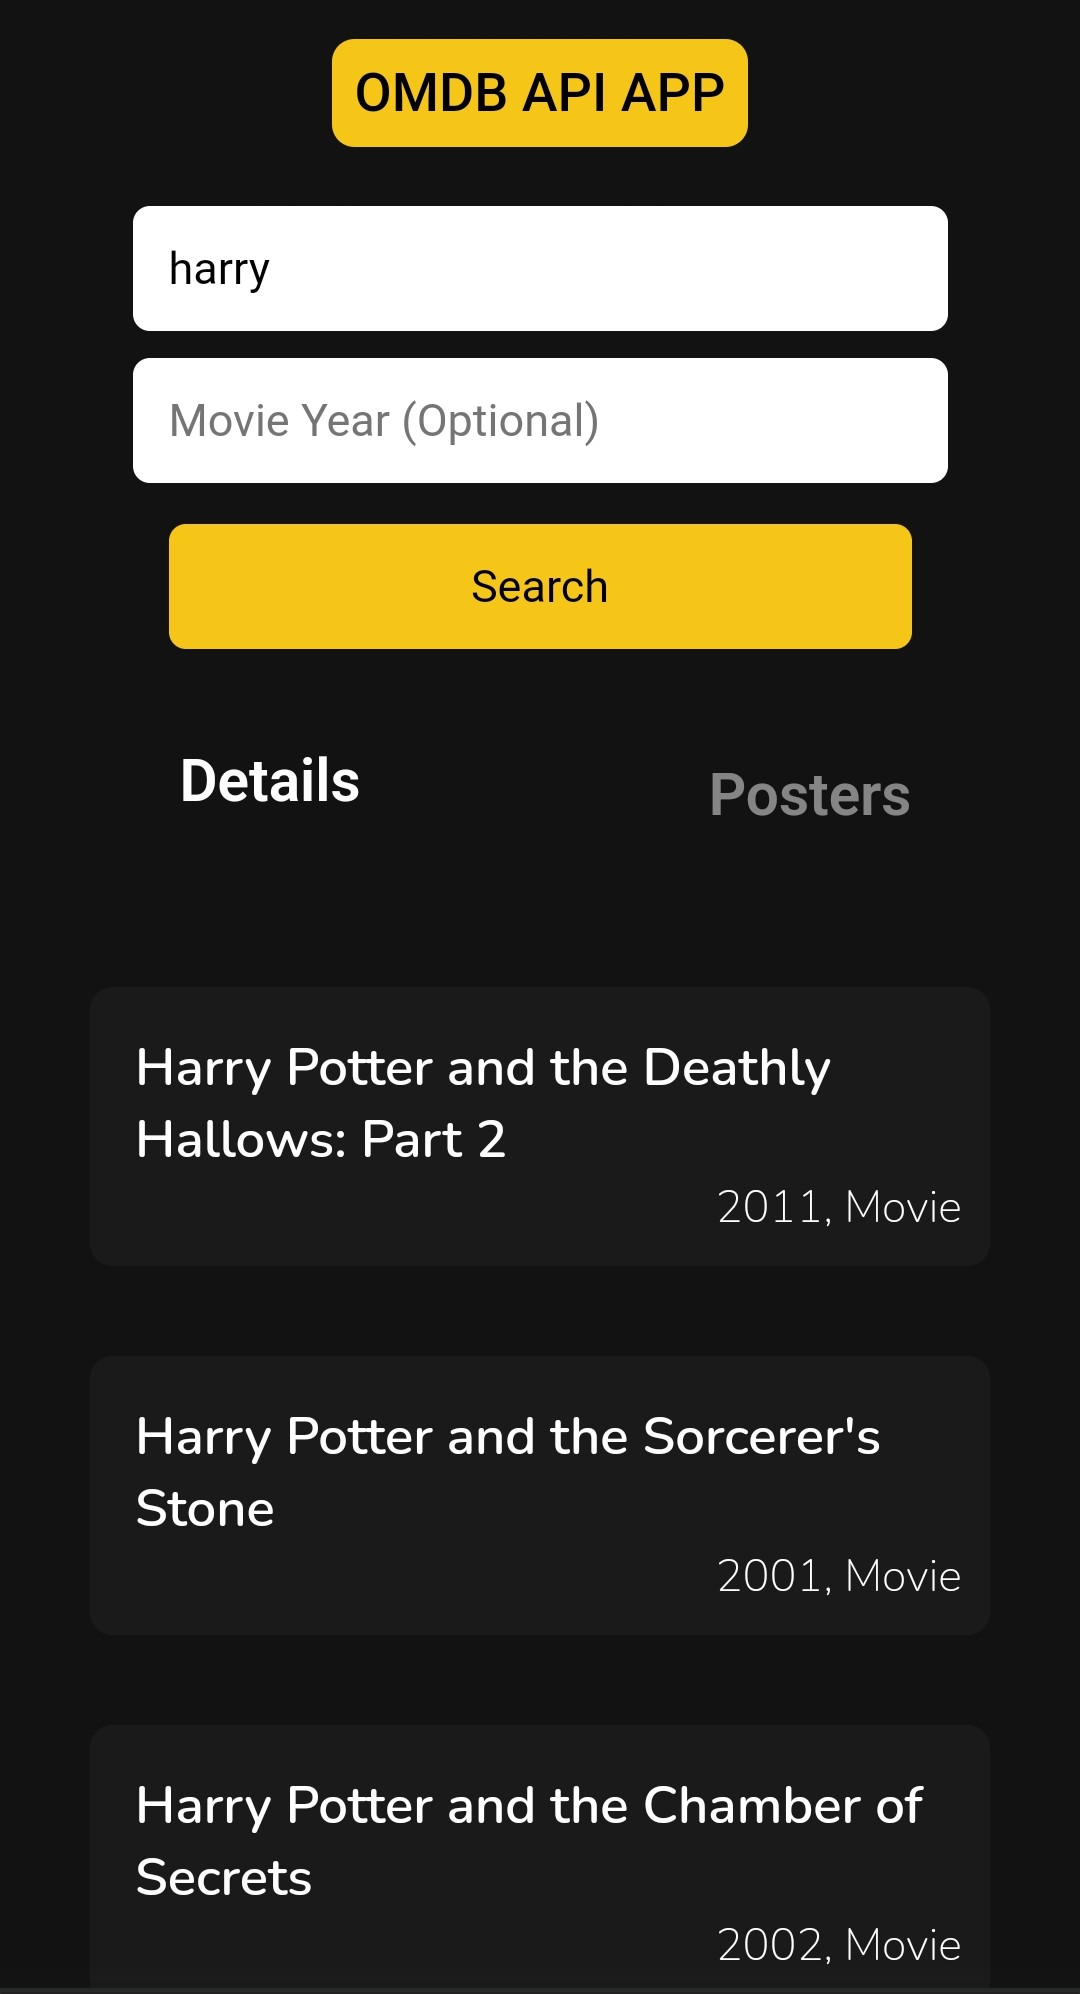 OMDB API APP
harry
Movie Year (Optional)
Search
Details
Posters
Harry Potter and the Deathly
Hallows: Part 2
2011, Movie
Harry Potter and the Sorcerer's
Stone
2001, Movie
Harry Potter and the Chamber of
Secrets
2002, Movie